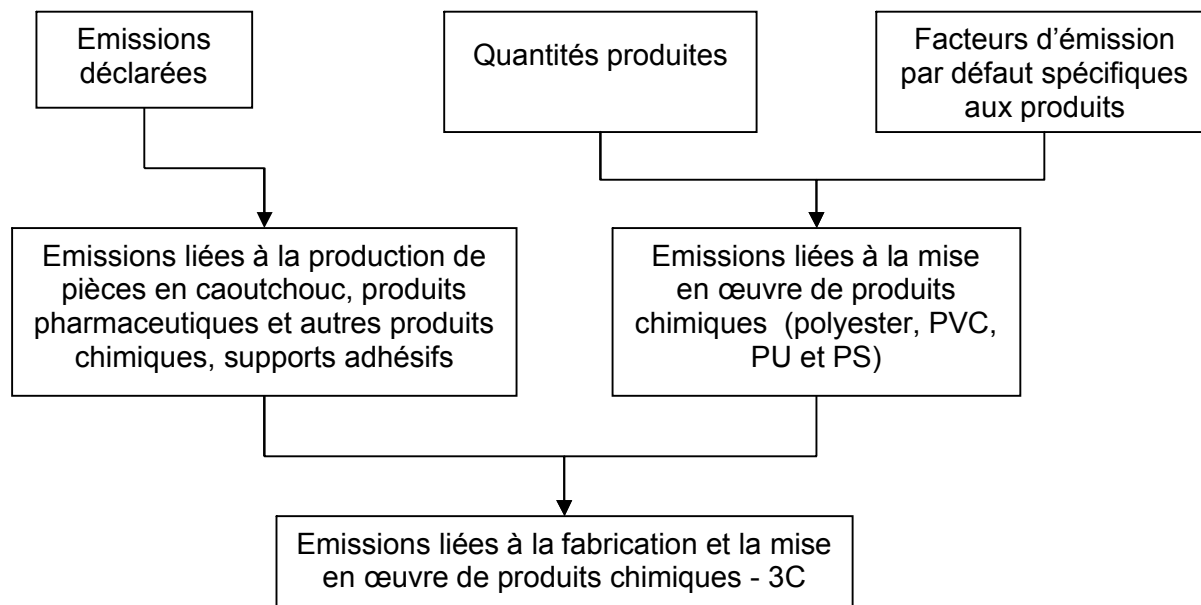 Emissions
déclarées
Quantités produites
Facteurs d'émission
par défaut spécifiques
aux produits
Emissions liées à la production de
pièces en caoutchouc, produits
pharmaceutiques et autres produits
chimiques, supports adhésifs
Emissions liées à la mise
en œuvre de produits
chimiques (polyester, PVC,
PU et PS)
Emissions liées à la fabrication et la mise
en œuvre de produits chimiques - 3C